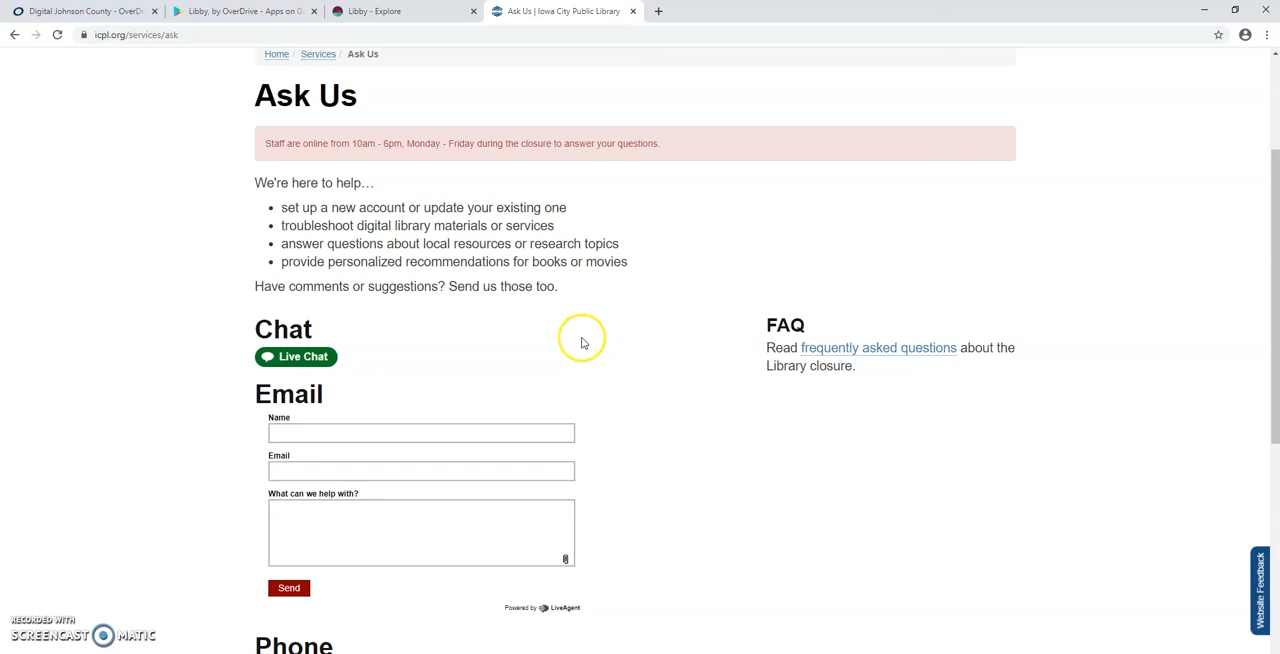 Digital Johnson County - OverDr
Libby, by OverDrive - Apps on G
Libby - Explore
Ask Us | Iowa City Public Library
icpl.org/services/ask
Home / Services / Ask Us
Ask Us
Staff are online from 10am - 6pm, Monday - Friday during the closure to answer your questions.
We're here to help…
• set up a new account or update your existing one
• troubleshoot digital library materials or services
• answer questions about local resources or research topics
• provide personalized recommendations for books or movies
Have comments or suggestions? Send us those too.
Chat
Live Chat
FAQ
Read frequently asked questions about the
Library closure.
Email
Name
Email
What can we help with?
Send
Powered by LiveAgent
Phone
Website Feedback
RECORDED WITH
SCREENCAST MATIC